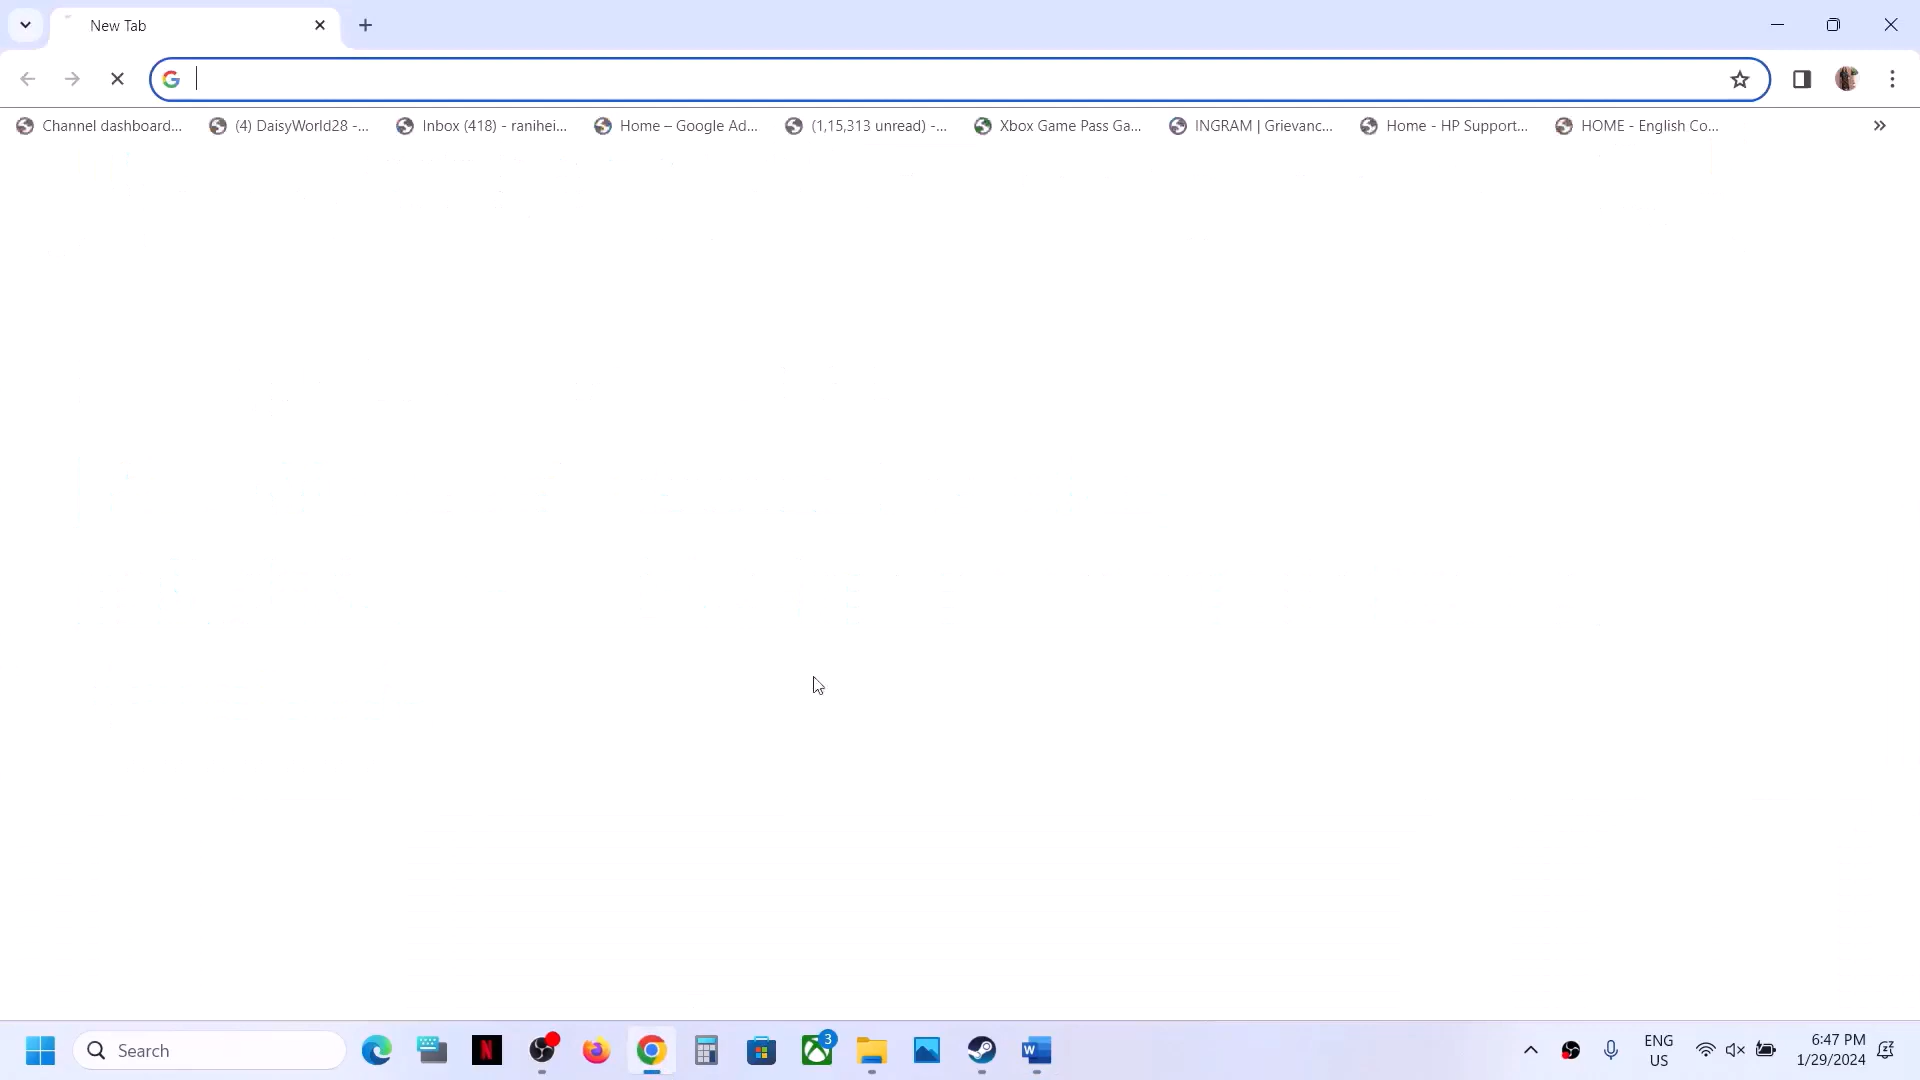 New Tab
Channel dashboard...
(4) DaisyWorld28 -...
Inbox (418) - ranihei...
Home – Google Ad...
(1,15,313 unread) -...
Xbox Game Pass Ga...
INGRAM | Grievanc...
Home - HP Support...
HOME - English Co...
Search
3
ENG
US
6:47 PM
1/29/2024